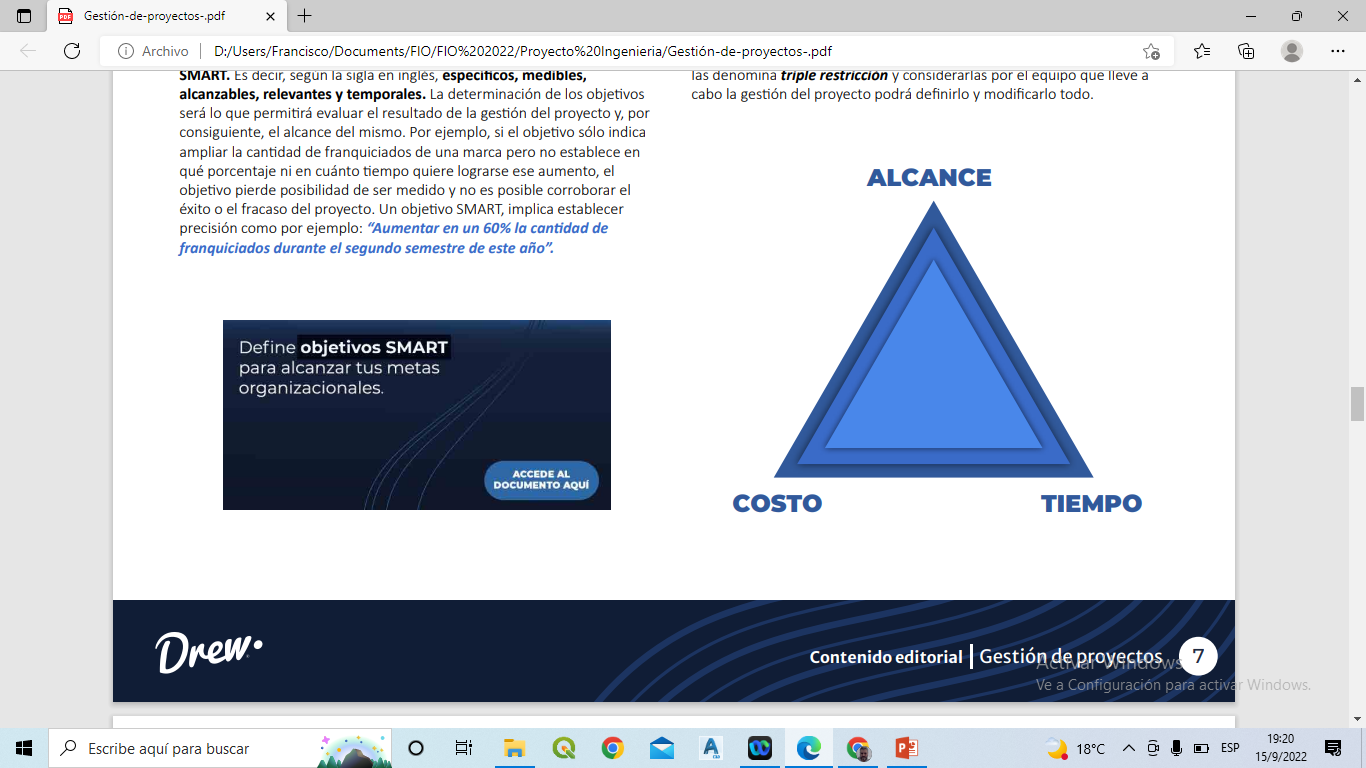 Gestión-de-proyectos-.pdf
Archivo
D:/Users/Francisco/Documents/FIO/FIO%202022/Proyecto%20Ingenieria/Gestión-de-proyectos-.pdf
SMART. Es decir, según la sigla en inglés, específicos, medibles,
alcanzables, relevantes y temporales. La determinación de los objetivos
será lo que permitirá evaluar el resultado de la gestión del proyecto y, por
consiguiente, el alcance del mismo. Por ejemplo, si el objetivo sólo indica
ampliar la cantidad de franquiciados de una marca pero no establece en
qué porcentaje ni en cuánto tiempo quiere lograrse ese aumento, el
objetivo pierde posibilidad de ser medido y no es posible corroborar el
éxito o el fracaso del proyecto. Un objetivo SMART, implica establecer
precisión como por ejemplo: “Aumentar en un 60% la cantidad de
franquiciados durante el segundo semestre de este año”.
Define objetivos SMART
para alcanzar tus metas
organizacionales.
ACCEDE AL
DOCUMENTO AQUÍ
las denomina triple restricción y considerarlas por el equipo que lleve a
cabo la gestión del proyecto podrá definirlo y modificarlo todo.
ALCANCE
COSTO
TIEMPO
Drew
Contenido editorial
Gestión de proyectos
7
Activar Windows
Ve a Configuración para activar Windows.
Escribe aquí para buscar
18°C
ESP
19:20
15/9/2022